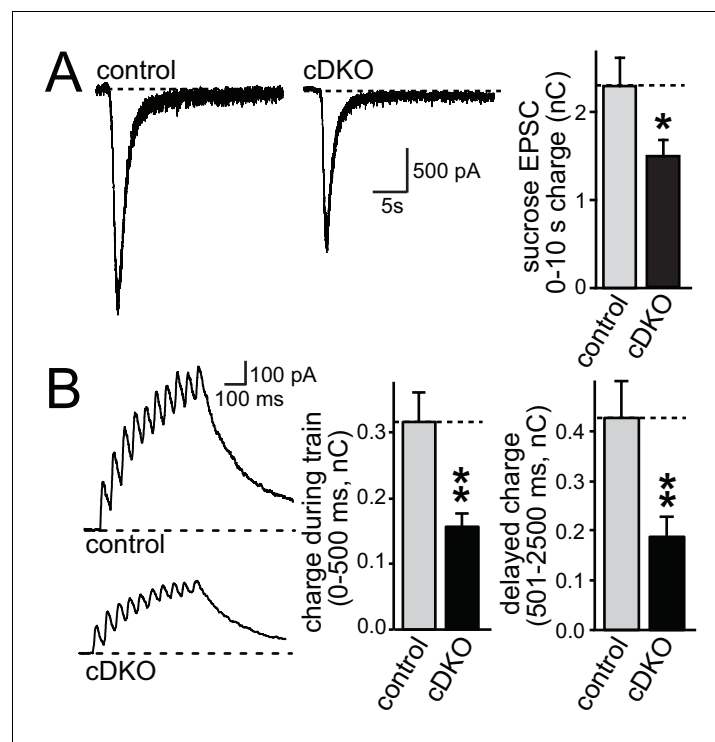 A
control
cDKO
500 pA
5s
sucrose EPSC
0-10 s charge (nC)
2
1
0
*
control
cDKO
B
100 pA
100 ms
control
cDKO
charge during train
(0-500 ms, nC)
0.3
0.2
0.1
0.0
**
control
cDKO
delayed charge
(501-2500 ms, nC)
0.4
0.3
0.2
0.1
0.0
**
control
cDKO